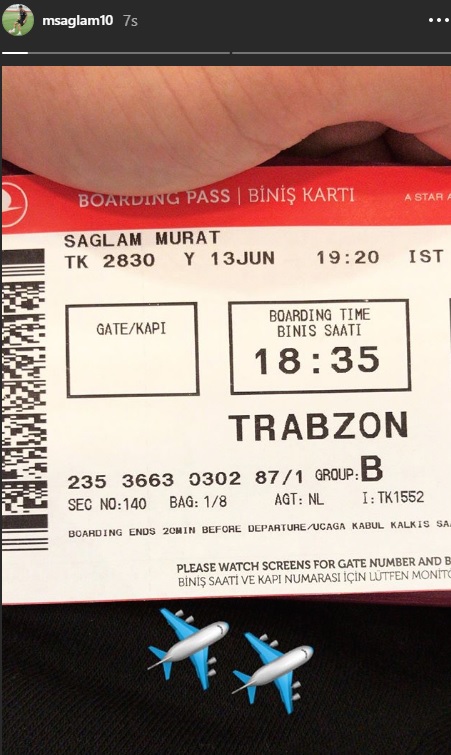 msaglam10 7s
BOARDING PASS | BİNİŞ KARTI
A STAR
SAGLAM MURAT
TK 2830 Y 13JUN 19:20 IST
GATE/KAPI
BOARDING TIME
BINIS SAATI
18:35
TRABZON
235 3663 0302 87/1 GROUP:B
SEC NO:140 BAG: 1/8 AGT: NL I:TK1552
BOARDING ENDS 20MIN BEFORE DEPARTURE/UCAGA KABUL KALKIS
PLEASE WATCH SCREENS FOR GATE NUMBER AND
BİNİŞ SAATİ VE KAPI NUMARASI İÇİN LÜTFEN